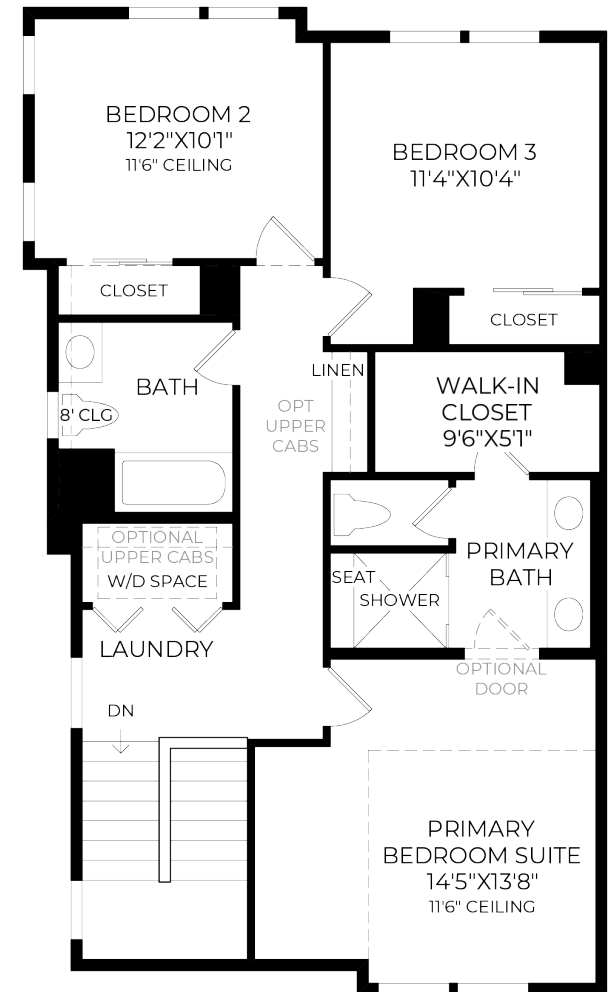 BEDROOM 2
12'2"X10'1"
11'6" CEILING
BEDROOM 3
11'4"X10'4"
CLOSET
CLOSET
LINEN
BATH
8' CLG
OPT
UPPER
CABS
WALK-IN
CLOSET
9'6"X5'1"
OPTIONAL
UPPER CABS
W/D SPACE
PRIMARY
BATH
SEAT
SHOWER
LAUNDRY
OPTIONAL
DOOR
DN
PRIMARY
BEDROOM SUITE
14'5"X13'8"
11'6" CEILING